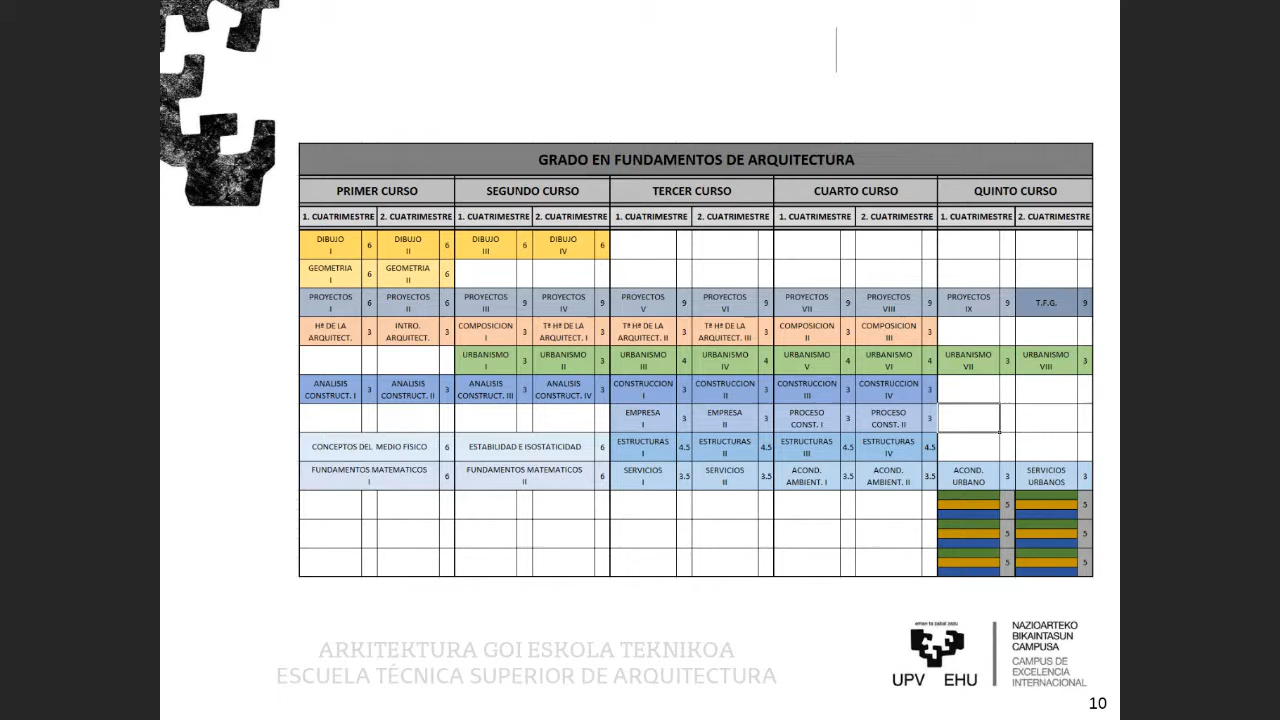 GRADO EN FUNDAMENTOS DE ARQUITECTURA
PRIMER CURSO SEGUNDO CURSO TERCER CURSO CUARTO CURSO QUINTO CURSO
1. CUATRIMESTRE 2. CUATRIMESTRE 1. CUATRIMESTRE 2. CUATRIMESTRE 1. CUATRIMESTRE 2. CUATRIMESTRE 1. CUATRIMESTRE 2. CUATRIMESTRE 1. CUATRIMESTRE 2. CUATRIMESTRE
DIBUJO I 6 DIBUJO II 6 DIBUJO III 6 DIBUJO IV 6
GEOMETRIA I 6 GEOMETRIA II 6
PROYECTOS I 6 PROYECTOS II 6 PROYECTOS III 9 PROYECTOS IV 9 PROYECTOS V 9 PROYECTOS VI 9 PROYECTOS VII 9 PROYECTOS VIII 9 PROYECTOS IX 9 T.F.G. 9
Hª DE LA ARQUITECT. 3 INTRO. ARQUITECT. 3 COMPOSICION I 3 Tª Hª DE LA ARQUITECT. I 3 Tª Hª DE LA ARQUITECT. II 3 Tª Hª DE LA ARQUITECT. III 3 COMPOSICION II 3 COMPOSICION III 3
URBANISMO I 3 URBANISMO II 3 URBANISMO III 4 URBANISMO IV 4 URBANISMO V 4 URBANISMO VI 4 URBANISMO VII 3 URBANISMO VIII 3
ANALISIS CONSTRUCT. I 3 ANALISIS CONSTRUCT. II 3 ANALISIS CONSTRUCT. III 3 ANALISIS CONSTRUCT. IV 3 CONSTRUCCION I 3 CONSTRUCCION II 3 CONSTRUCCION III 3 CONSTRUCCION IV 3
EMPRESA I 3 EMPRESA II 3 PROCESO CONST. I 3 PROCESO CONST. II 3
CONCEPTOS DEL MEDIO FISICO 6 ESTABILIDAD E ISOSTATICIDAD 6 ESTRUCTURAS I 4.5 ESTRUCTURAS II 4.5 ESTRUCTURAS III 4.5 ESTRUCTURAS IV 4.5
FUNDAMENTOS MATEMATICOS I 6 FUNDAMENTOS MATEMATICOS II 6 SERVICIOS I 3.5 SERVICIOS II 3.5 ACOND. AMBIENT. I 3.5 ACOND. AMBIENT. II 3.5 ACOND. URBANO 3 SERVICIOS URBANOS 3
5 5
5 5
5 5
ARKITEKTURA GOI ESKOLA TEKNIKOA
ESCUELA TÉCNICA SUPERIOR DE ARQUITECTURA
eman ta zabal zazu
UPV EHU
NAZIOARTEKO
BIKAINTASUN
CAMPUSA
CAMPUS DE
EXCELENCIA
INTERNACIONAL
10